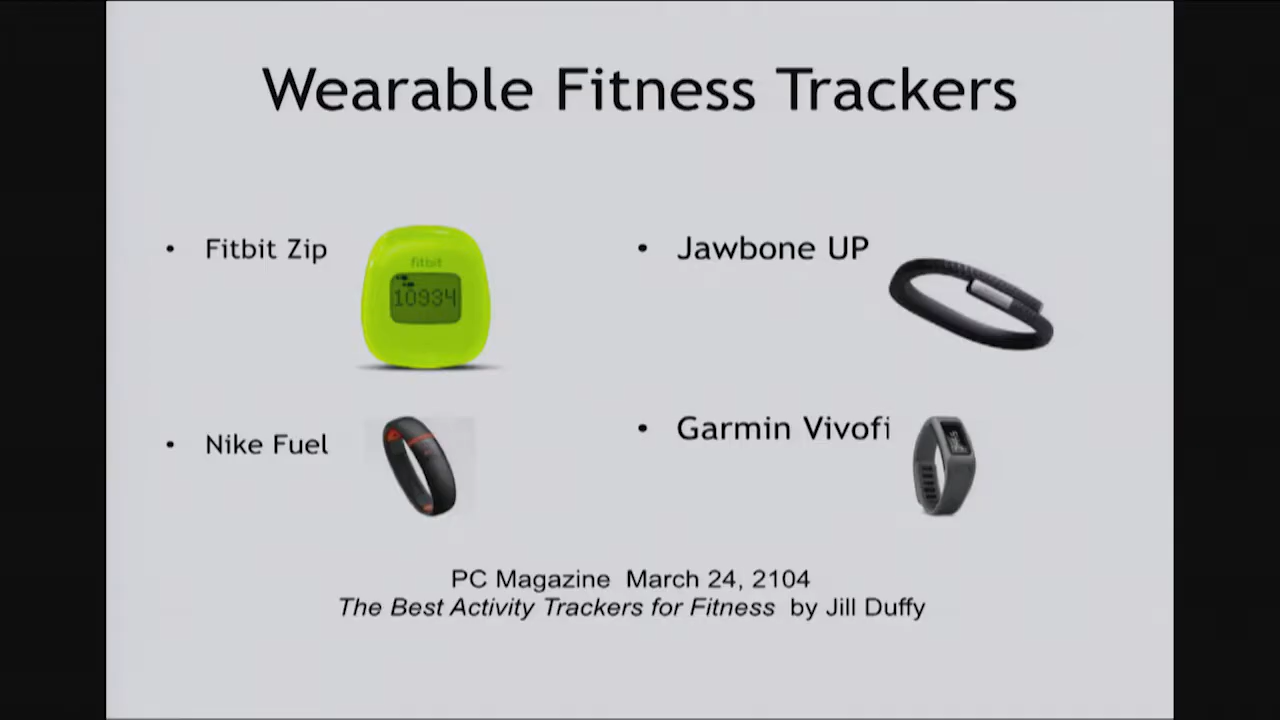 Wearable Fitness Trackers
• Fitbit Zip
fitbit
10934
• Jawbone UP
• Nike Fuel
• Garmin Vivofi
PC Magazine March 24, 2104
The Best Activity Trackers for Fitness by Jill Duffy